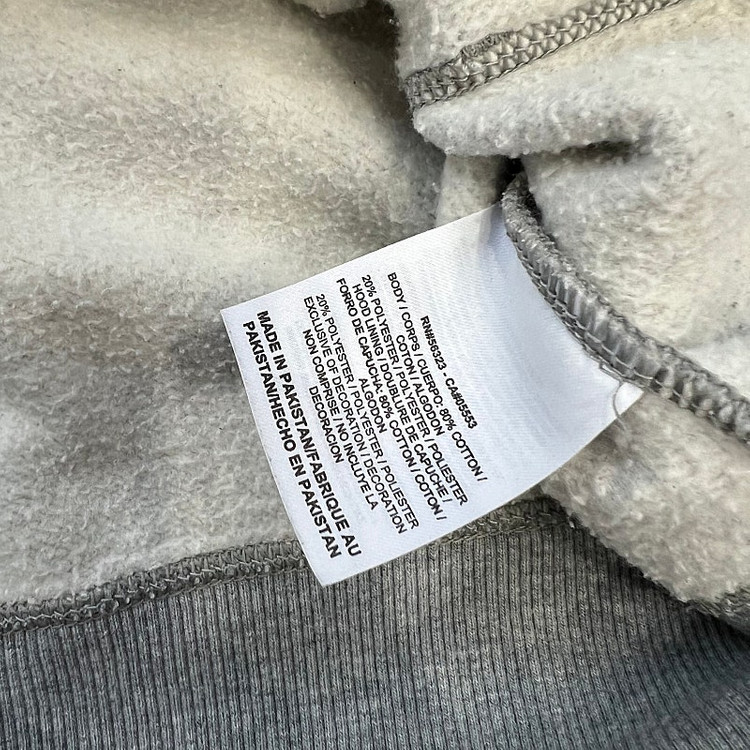 RN#56323 - CA#05553
BODY / CORPS / CUERPO: 80% COTTON /
COTON / ALGODON
20% POLYESTER / POLYESTER / POLIESTER
HOOD LINING / DOUBLURE DE CAPUCHE /
FORRO DE CAPUCHA: 80% COTTON / COTON /
ALGODON
20% POLYESTER / POLYESTER / POLIESTER
EXCLUSIVE OF DECORATION / DECORATION
NON COMPRISE / NO INCLUYE LA
DECORACION
MADE IN PAKISTAN/FABRIQUE AU
PAKISTAN/HECHO EN PAKISTAN